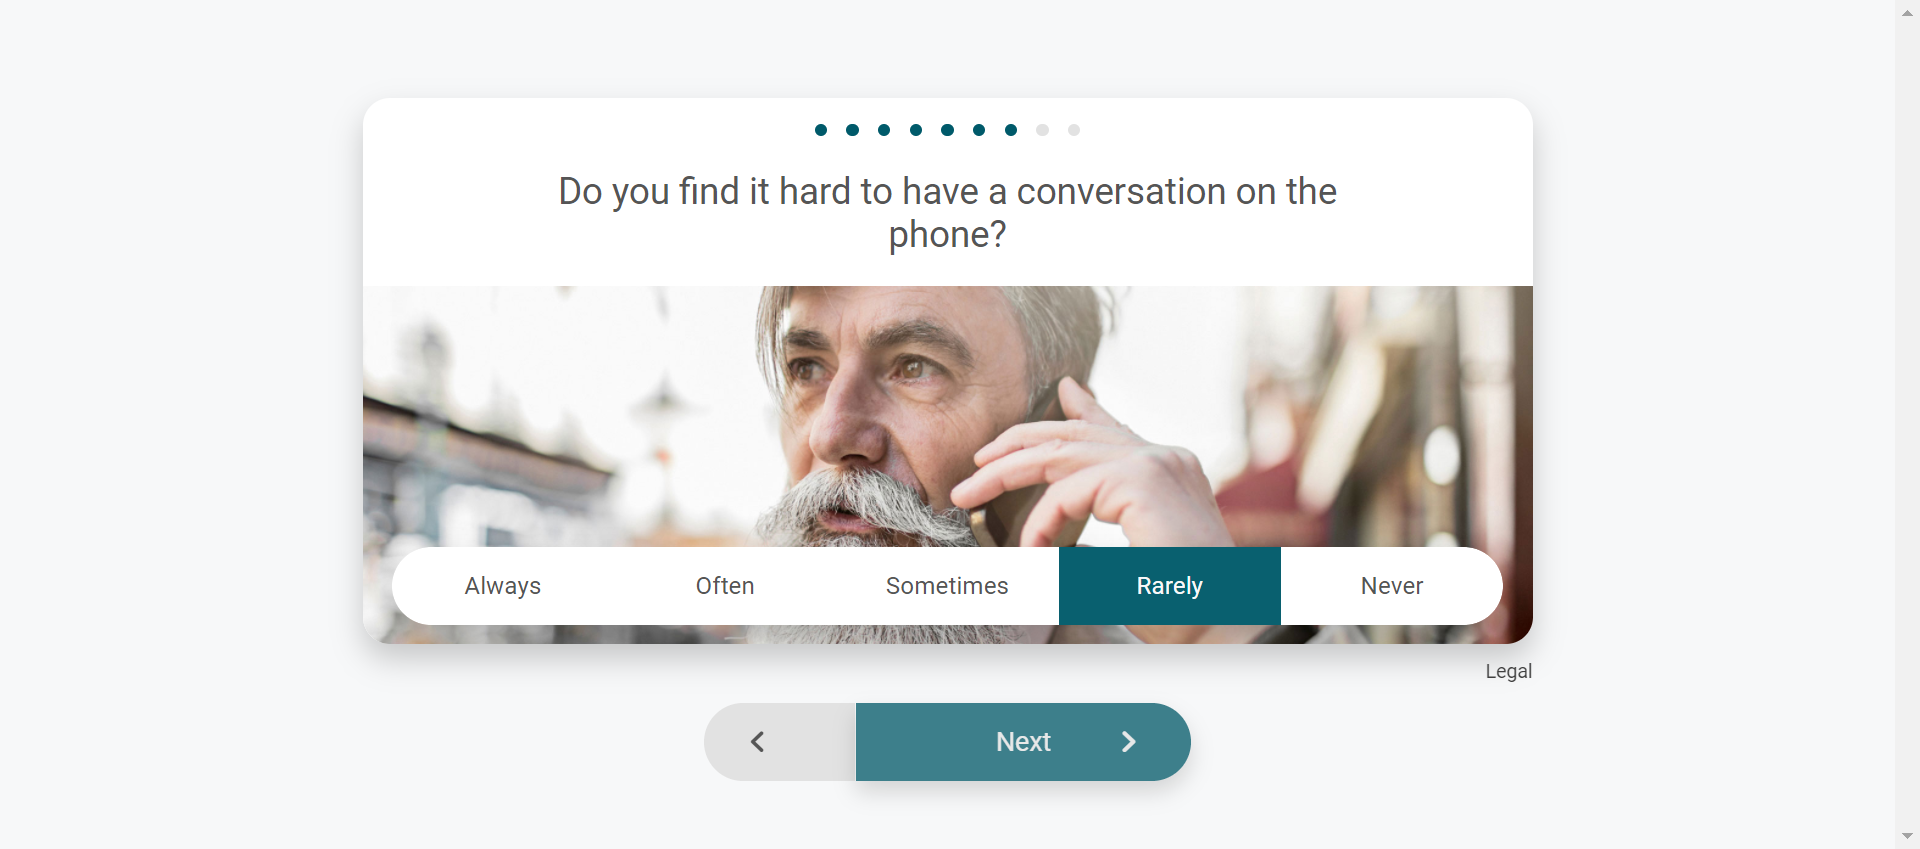 Do you find it hard to have a conversation on the
phone?
Always Often Sometimes Rarely Never
Legal
Next